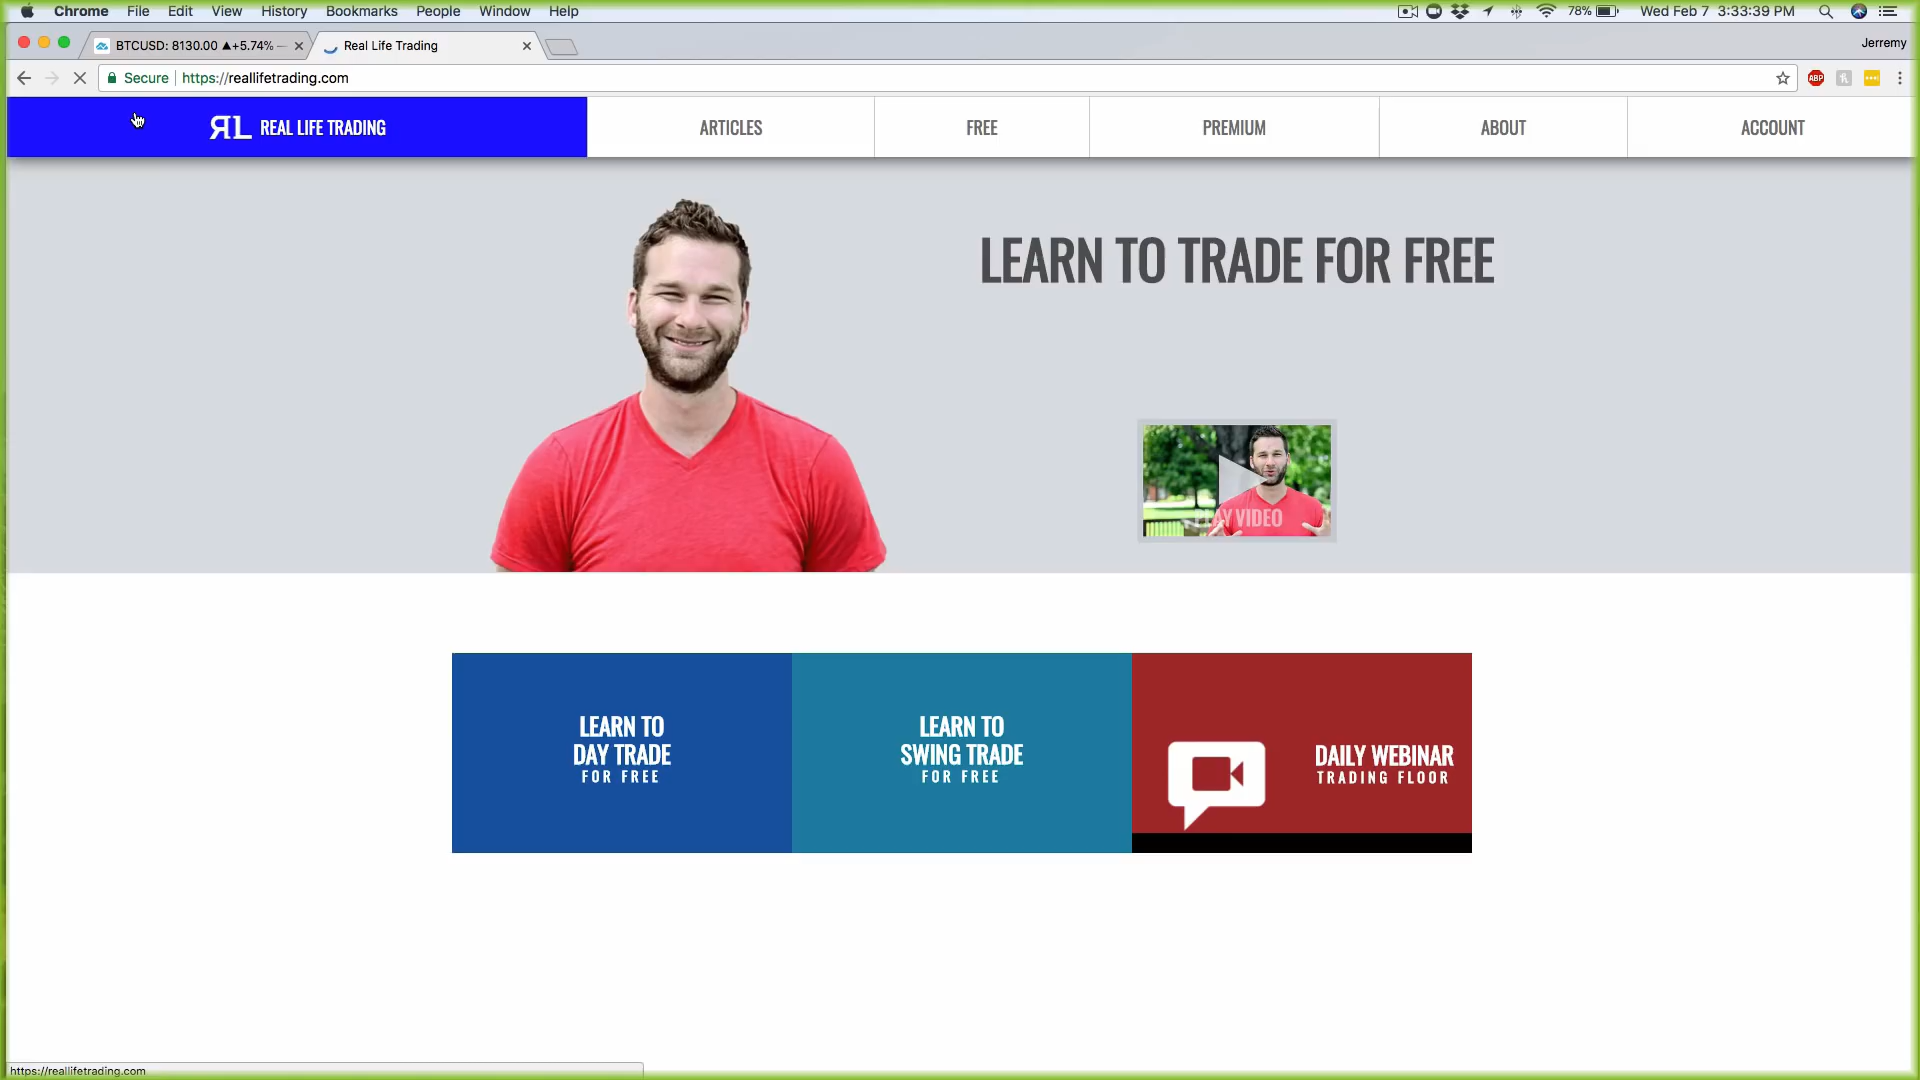 Chrome File Edit View History Bookmarks People Window Help
78% Wed Feb 7 3:33:39 PM
BTCUSD: 8130.00 ▲+5.74% —
Real Life Trading
Jerremy
Secure https://reallifetrading.com
ABP
RL REAL LIFE TRADING
ARTICLES
FREE
PREMIUM
ABOUT
ACCOUNT
LEARN TO TRADE FOR FREE
PLAY VIDEO
LEARN TO
DAY TRADE
FOR FREE
LEARN TO
SWING TRADE
FOR FREE
DAILY WEBINAR
TRADING FLOOR
https://reallifetrading.com